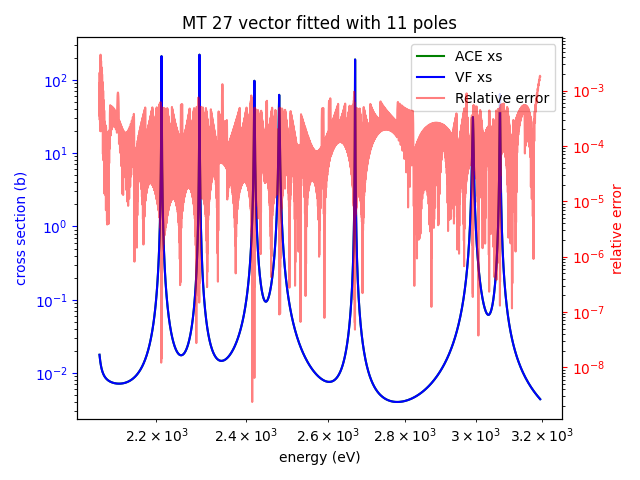 MT 27 vector fitted with 11 poles
ACE xs
VF xs
Relative error
cross section (b)
10²
10¹
10⁰
10⁻¹
10⁻²
relative error
10⁻³
10⁻⁴
10⁻⁵
10⁻⁶
10⁻⁷
10⁻⁸
2.2 × 10³
2.4 × 10³
2.6 × 10³
2.8 × 10³
3 × 10³
3.2 × 10³
energy (eV)